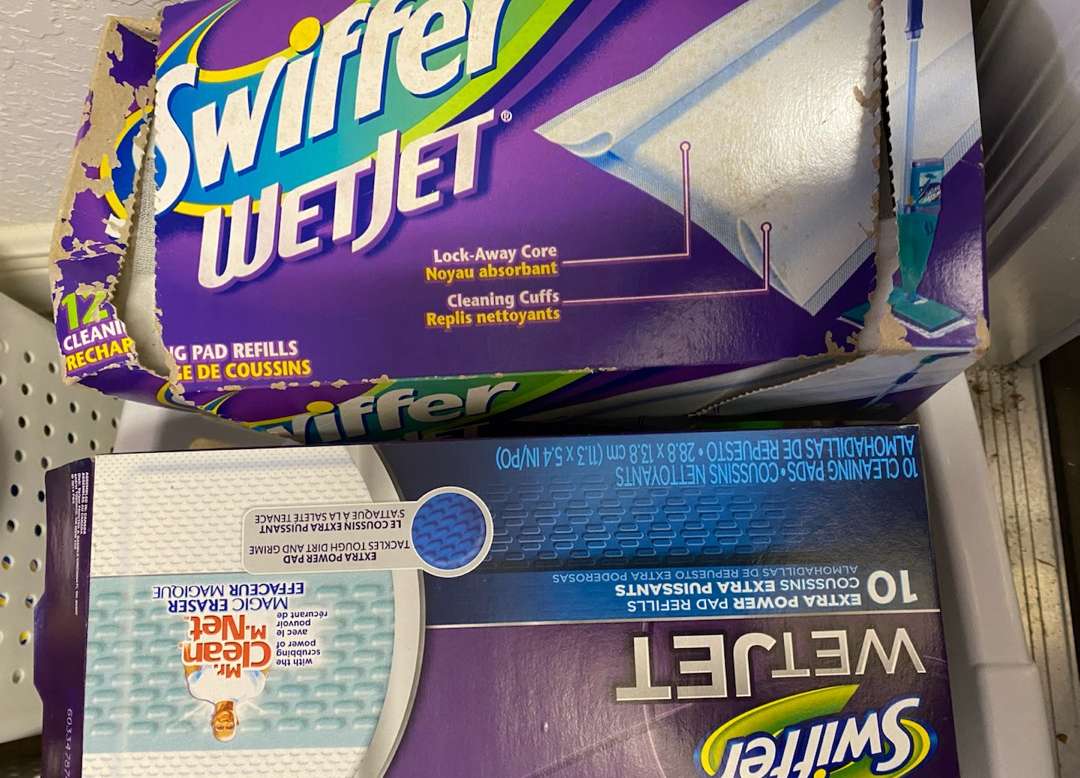 Swiffer
WETJET®
Lock-Away Core
Noyau absorbant
Cleaning Cuffs
Replis nettoyants
12
CLEANI
RECHAR
G PAD REFILLS
E DE COUSSINS
iffer
Swiffer
WETJET
10
EXTRA POWER PAD REFILLS
COUSSINS EXTRA PUISSANTS
ALMOHADILLAS DE REPUESTO EXTRA PODEROSAS
10 CLEANING PADS • COUSSINS NETTOYANTS
ALMOHADILLAS DE REPUESTO • 28.8 x 13.8 cm (11.3 x 5.4 IN/PO)
with the
scrubbing
power of
Mr.
Clean
M. Net
avec le
pouvoir
récurant de
MAGIC ERASER
EFFACEUR MAGIQUE
EXTRA POWER PAD
TACKLES TOUGH DIRT AND GRIME
LE COUSSIN EXTRA PUISSANT
S'ATTAQUE À LA SALETÉ TENACE